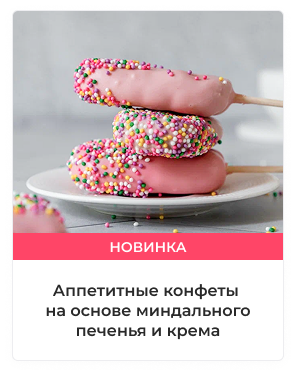 НОВИНКА
Аппетитные конфеты
на основе миндального
печенья и крема